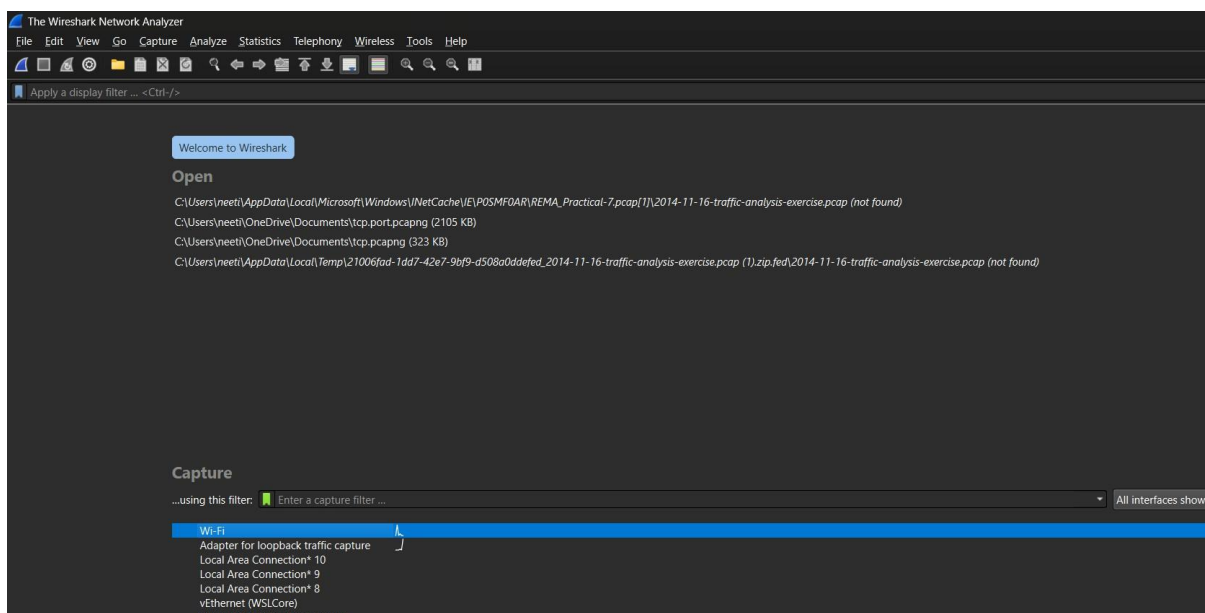 The Wireshark Network Analyzer
File Edit View Go Capture Analyze Statistics Telephony Wireless Tools Help
Apply a display filter ... <Ctrl-/>
Welcome to Wireshark
Open
C:\Users\neeti\AppData\Local\Microsoft\Windows\INetCache\IE\P0SMF0AR\REMA_Practical-7.pcap[1]\2014-11-16-traffic-analysis-exercise.pcap (not found)
C:\Users\neeti\OneDrive\Documents\tcp.port.pcapng (2105 KB)
C:\Users\neeti\OneDrive\Documents\tcp.pcapng (323 KB)
C:\Users\neeti\AppData\Local\Temp\21006fad-1dd7-42e7-9bf9-d508a0ddefed_2014-11-16-traffic-analysis-exercise.pcap (1).zip.fed\2014-11-16-traffic-analysis-exercise.pcap (not found)
Capture
...using this filter: Enter a capture filter ... All interfaces show
Wi-Fi
Adapter for loopback traffic capture
Local Area Connection* 10
Local Area Connection* 9
Local Area Connection* 8
vEthernet (WSLCore)